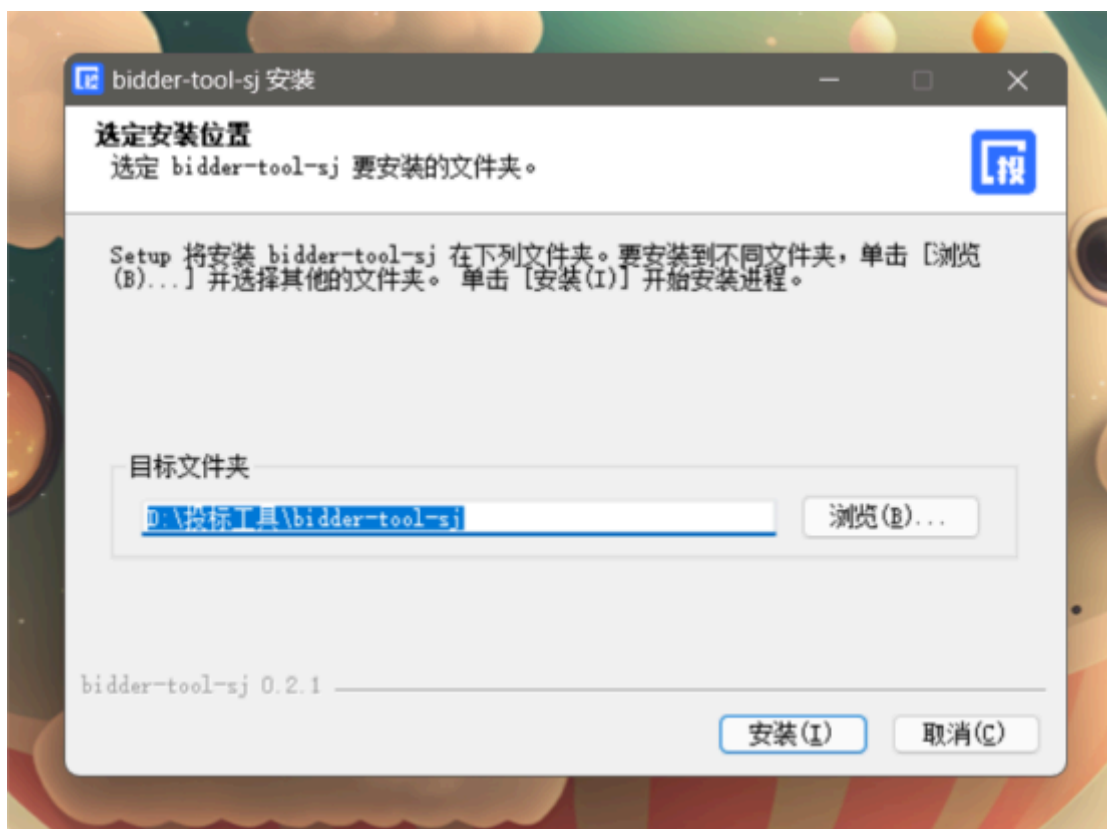 投 bidder-tool-sj 安装
选定安装位置
选定 bidder-tool-sj 要安装的文件夹。
投
Setup 将安装 bidder-tool-sj 在下列文件夹。要安装到不同文件夹，单击 [浏览
(B)...] 并选择其他的文件夹。 单击 [安装(I)] 开始安装进程。
目标文件夹
D:\投标工具\bidder-tool-sj 浏览(B)...
bidder-tool-sj 0.2.1
安装(I) 取消(C)